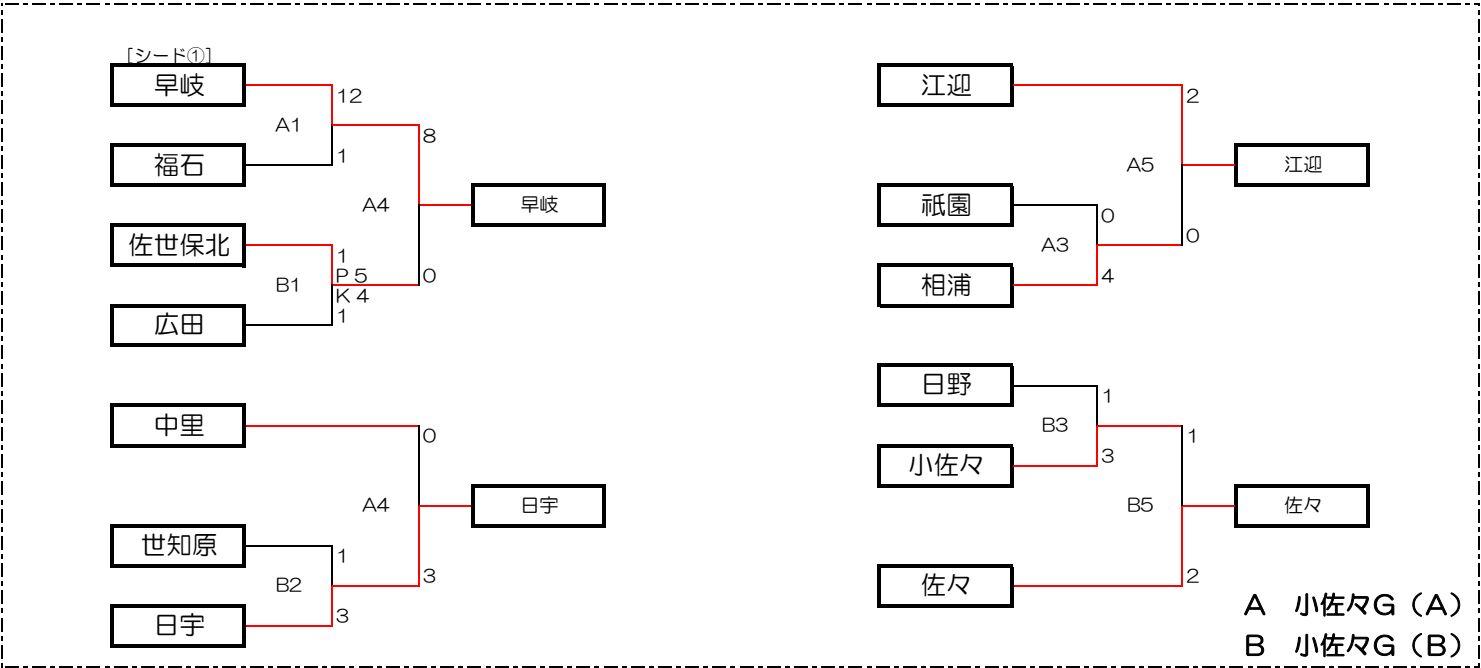 [シード①]
早岐
12
A1
8
福石
1
A4
早岐
佐世保北
1
B1
P 5
0
K 4
広田
1
中里
0
A4
日宇
世知原
1
3
B2
日宇
3
江迎
2
A5
江迎
祇園
0
A3
0
相浦
4
日野
1
B3
1
小佐々
3
B5
佐々
佐々
2
A 小佐々G(A)
B 小佐々G(B)